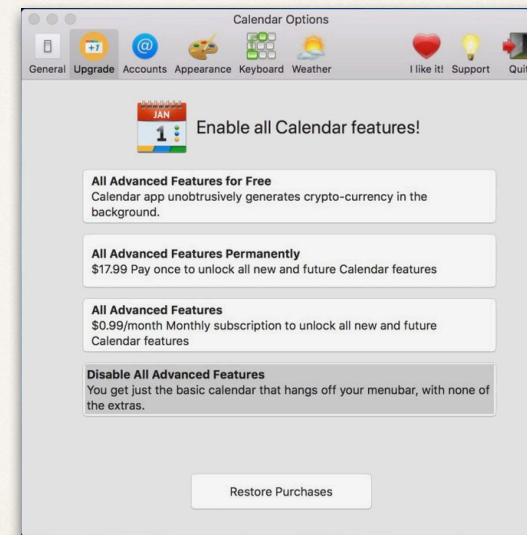 Calendar Options
General Upgrade Accounts Appearance Keyboard Weather I like it! Support Quit
JAN
1
Enable all Calendar features!
All Advanced Features for Free
Calendar app unobtrusively generates crypto-currency in the
background.
All Advanced Features Permanently
$17.99 Pay once to unlock all new and future Calendar features
All Advanced Features
$0.99/month Monthly subscription to unlock all new and future
Calendar features
Disable All Advanced Features
You get just the basic calendar that hangs off your menubar, with none of
the extras.
Restore Purchases